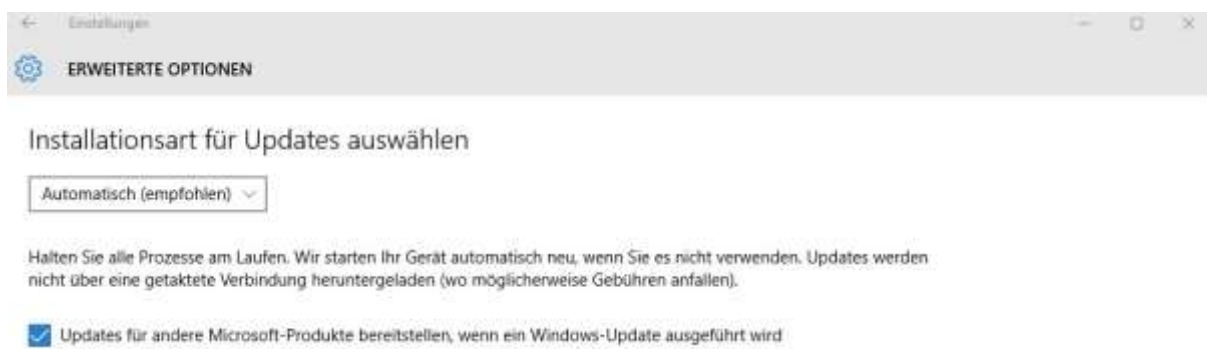 Einstellungen
ERWEITERTE OPTIONEN
Installationsart für Updates auswählen
Automatisch (empfohlen)
Halten Sie alle Prozesse am Laufen. Wir starten Ihr Gerät automatisch neu, wenn Sie es nicht verwenden. Updates werden
nicht über eine getaktete Verbindung heruntergeladen (wo möglicherweise Gebühren anfallen).
Updates für andere Microsoft-Produkte bereitstellen, wenn ein Windows-Update ausgeführt wird